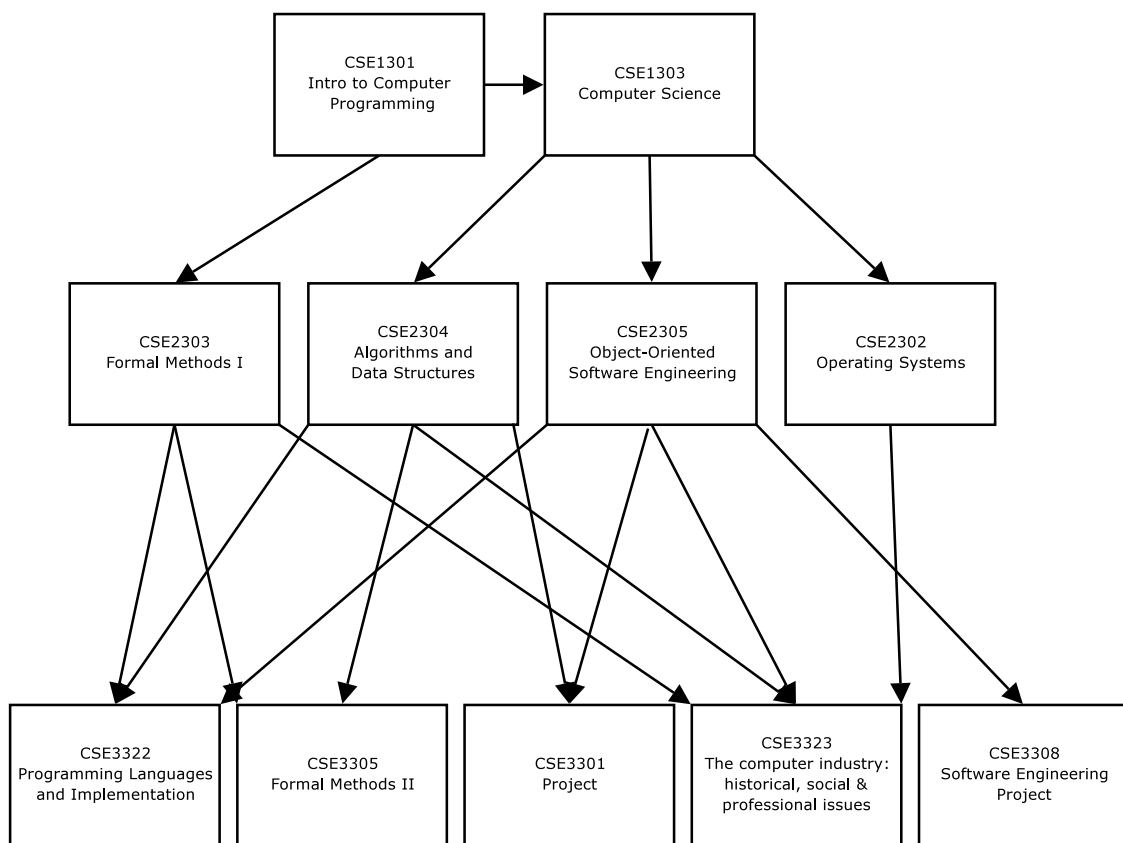 CSE1301
Intro to Computer
Programming
CSE1303
Computer Science
CSE2303
Formal Methods I
CSE2304
Algorithms and
Data Structures
CSE2305
Object-Oriented
Software Engineering
CSE2302
Operating Systems
CSE3322
Programming Languages
and Implementation
CSE3305
Formal Methods II
CSE3301
Project
CSE3323
The computer industry:
historical, social &
professional issues
CSE3308
Software Engineering
Project